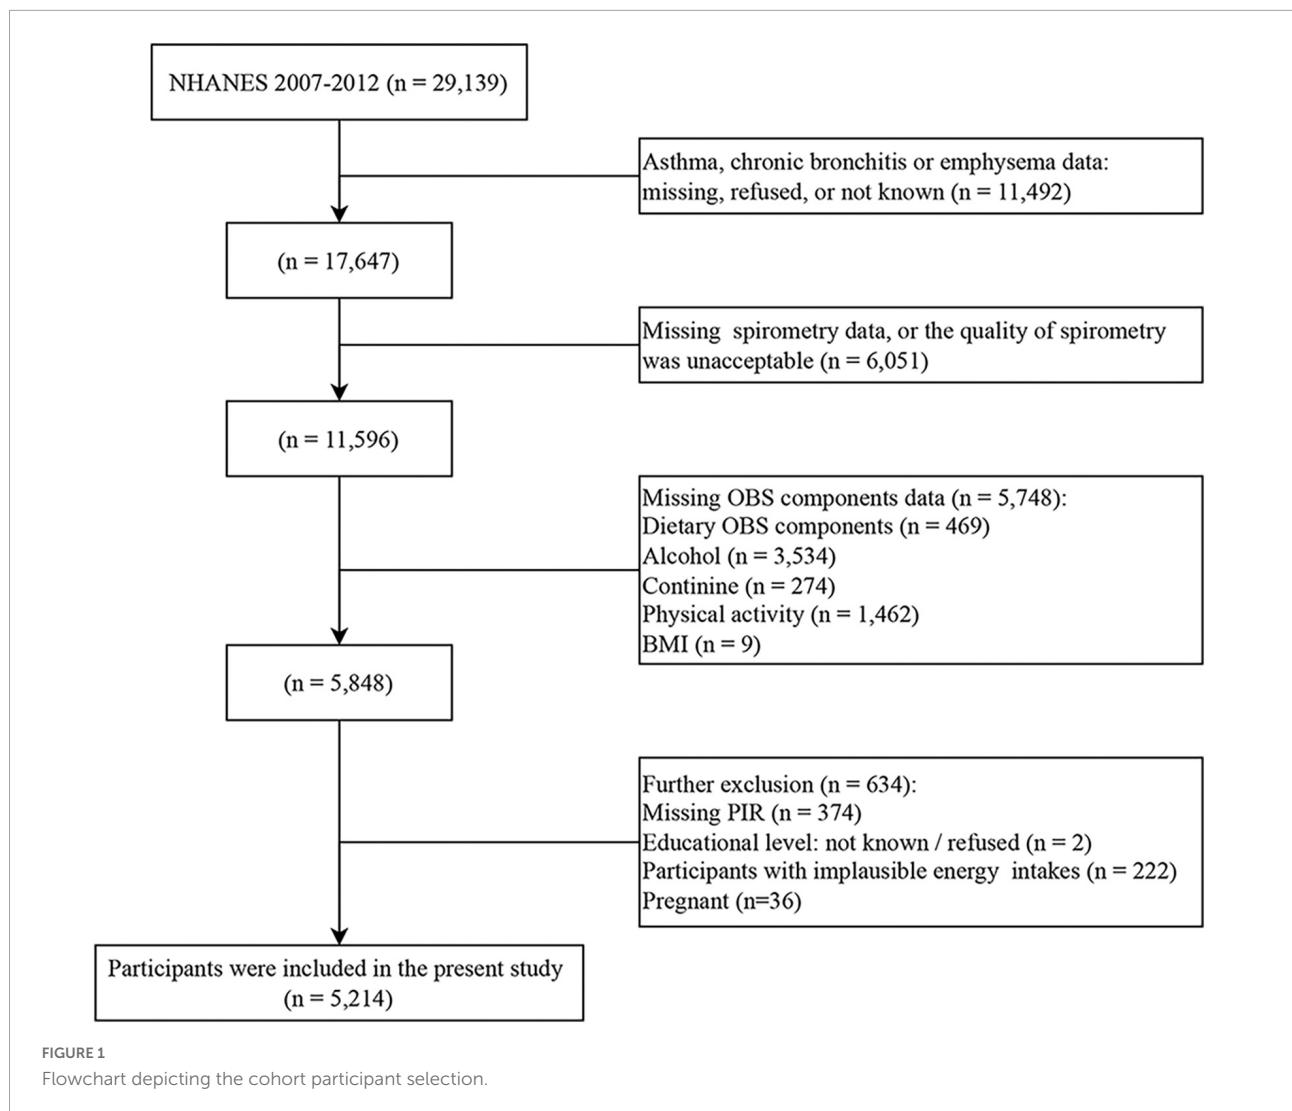 NHANES 2007-2012 (n = 29,139)
Asthma, chronic bronchitis or emphysema data:
missing, refused, or not known (n = 11,492)
(n = 17,647)
Missing spirometry data, or the quality of spirometry
was unacceptable (n = 6,051)
(n = 11,596)
Missing OBS components data (n = 5,748):
Dietary OBS components (n = 469)
Alcohol (n = 3,534)
Continine (n = 274)
Physical activity (n = 1,462)
BMI (n = 9)
(n = 5,848)
Further exclusion (n = 634):
Missing PIR (n = 374)
Educational level: not known / refused (n = 2)
Participants with implausible energy intakes (n = 222)
Pregnant (n=36)
Participants were included in the present study
(n = 5,214)
FIGURE 1
Flowchart depicting the cohort participant selection.